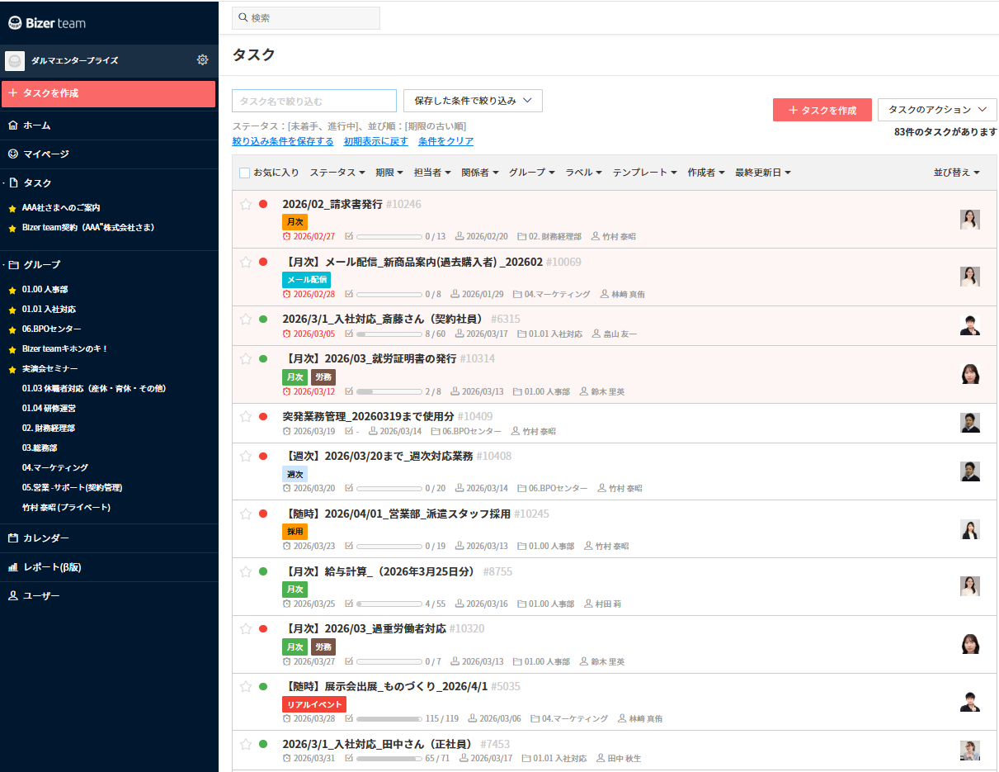 Bizer team
検索
ダルマエンタープライズ
タスクを作成
ホーム
マイページ
タスク
AAA社さまへのご案内
Bizer team契約（AAA"株式会社さま）
グループ
01.00 人事部
01.01 入社対応
06.BPOセンター
Bizer teamキホンのキ！
実演会セミナー
01.03 休職者対応（産休・育休・その他）
01.04 研修運営
02. 財務経理部
03.総務部
04.マーケティング
05.営業 -サポート(契約管理)
竹村 泰昭 (プライベート)
カレンダー
レポート(β版)
ユーザー
タスク
タスク名で絞り込む
保存した条件で絞り込み
タスクを作成
タスクのアクション
ステータス：[未着手、進行中]、並び順：[期限の古い順]
83件のタスクがあります
絞り込み条件を保存する 初期表示に戻す 条件をクリア
お気に入り ステータス 期限 担当者 関係者 グループ ラベル テンプレート 作成者 最終更新日 並び替え
2026/02_請求書発行 #10246
月次
2026/02/27 0 / 13 2026/02/20 02. 財務経理部 竹村 泰昭
【月次】メール配信_新商品案内(過去購入者) _202602 #10069
メール配信
2026/02/28 0 / 8 2026/01/29 04.マーケティング 林崎 真侑
2026/3/1_入社対応_斎藤さん（契約社員） #6315
2026/03/05 8 / 60 2026/03/17 01.01 入社対応 畠山 友一
【月次】2026/03_就労証明書の発行 #10314
月次 労務
2026/03/12 2 / 8 2026/03/13 01.00 人事部 鈴木 里英
突発業務管理_20260319まで使用分 #10409
2026/03/19 - 2026/03/14 06.BPOセンター 竹村 泰昭
【週次】2026/03/20まで_週次対応業務 #10408
週次
2026/03/20 0 / 20 2026/03/14 06.BPOセンター 竹村 泰昭
【随時】2026/04/01_営業部_派遣スタッフ採用 #10245
採用
2026/03/23 0 / 19 2026/03/13 01.00 人事部 竹村 泰昭
【月次】給与計算_（2026年3月25日分） #8755
月次
2026/03/25 4 / 55 2026/03/16 01.00 人事部 村田 莉
【月次】2026/03_過重労働者対応 #10320
月次 労務
2026/03/27 0 / 7 2026/03/13 01.00 人事部 鈴木 里英
【随時】展示会出展_ものづくり_2026/4/1 #5035
リアルイベント
2026/03/28 115 / 119 2026/03/06 04.マーケティング 林崎 真侑
2026/3/1_入社対応_田中さん（正社員） #7453
2026/03/31 65 / 71 2026/03/17 01.01 入社対応 田中 秋生